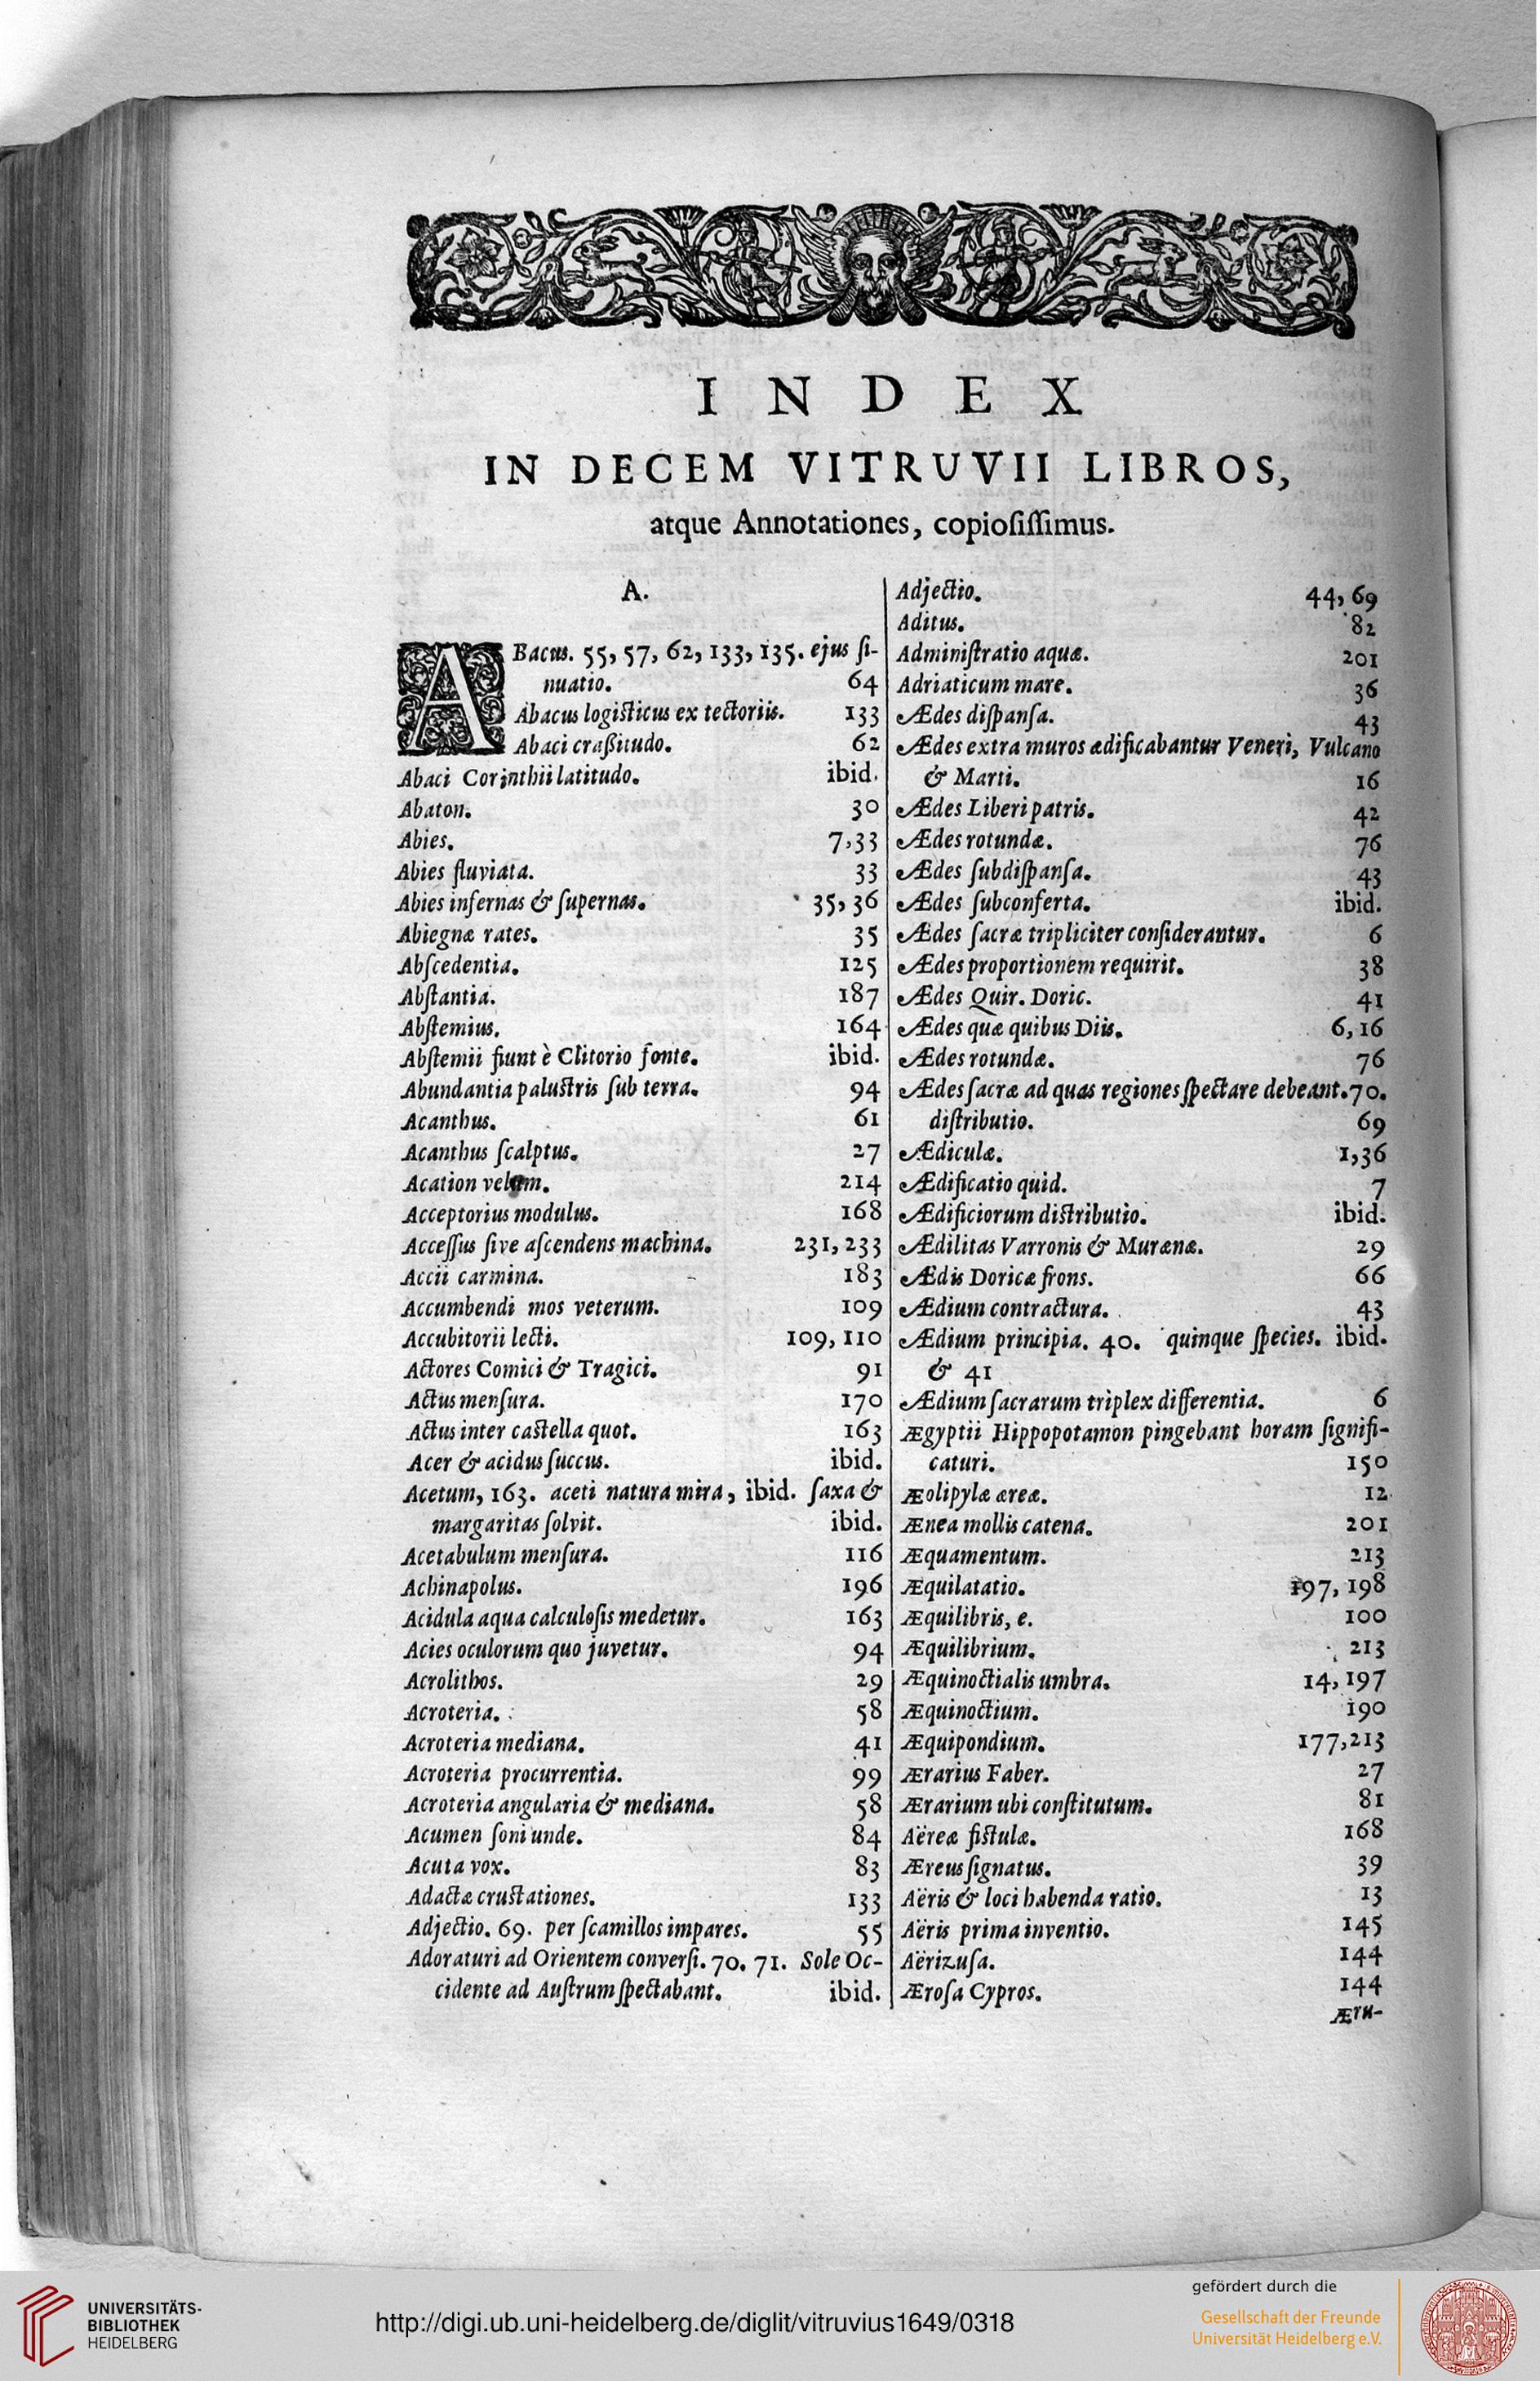 INDEX
IN DECEM VITRUVII LIBROS,
atque Annotationes, copiosiſſimus.
A.
ABacus. 55, 57, 62, 133, 135. ejus ſi-
nuatio. 64
Abacus logisticus ex tectoriis. 133
Abaci craßitudo. 62
Abaci Corinthii latitudo. ibid.
Abaton. 30
Abies. 7,33
Abies fluviata. 33
Abies infernas & ſupernas. 35, 36
Abiegnæ rates. 35
Abſcedentia. 125
Abſtantia. 187
Abſtemius. 164
Abſtemii fiunt è Clitorio fonte. ibid.
Abundantia palustris ſub terra. 94
Acanthus. 61
Acanthus ſcalptus. 27
Acation velum. 214
Acceptorius modulus. 168
Acceſſus ſive aſcendens machina. 231, 233
Accii carmina. 183
Accumbendi mos veterum. 109
Accubitorii lecti. 109, 110
Actores Comici & Tragici. 91
Actus menſura. 170
Actus inter castella quot. 163
Acer & acidus ſuccus. ibid.
Acetum, 163. aceti natura mira, ibid. ſaxa &
margaritas ſolvit. ibid.
Acetabulum menſura. 116
Achinapolus. 196
Acidula aqua calculoſis medetur. 163
Acies oculorum quo juvetur. 94
Acrolithos. 29
Acroteria. 58
Acroteria mediana. 41
Acroteria procurrentia. 99
Acroteria angularia & mediana. 58
Acumen ſoni unde. 84
Acuta vox. 83
Adactæ crustationes. 133
Adjectio. 69. per ſcamillos impares. 55
Adoraturi ad Orientem converſi. 70. 71. Sole Oc-
cidente ad Auſtrum ſpectabant. ibid.
Adjectio. 44, 69
Aditus. 82
Adminiſtratio aquæ. 201
Adriaticum mare. 36
Ædes diſpanſa. 43
Ædes extra muros ædificabantur Veneri, Vulcano
& Marti. 16
Ædes Liberi patris. 42
Ædes rotundæ. 76
Ædes ſubdiſpanſa. 43
Ædes ſubconferta. ibid.
Ædes ſacræ tripliciter conſiderantur. 6
Ædes proportionem requirit. 38
Ædes Quir. Doric. 41
Ædes quæ quibus Diis. 6, 16
Ædes rotundæ. 76
Ædes ſacræ ad quas regiones ſpectare debeant. 70.
diſtributio. 69
Ædiculæ. 1,36
Ædificatio quid. 7
Ædificiorum distributio. ibid.
Ædilitas Varronis & Murænæ. 29
Ædis Doricæ frons. 66
Ædium contractura. 43
Ædium principia. 40. quinque ſpecies. ibid.
& 41
Ædium ſacrarum triplex differentia. 6
Ægyptii Hippopotamon pingebant horam ſignifi-
caturi. 150
Æolipylæ æreæ. 12
Ænea mollis catena. 201
Æquamentum. 213
Æquilatatio. 197, 198
Æquilibris, e. 100
Æquilibrium. 213
Æquinoctialis umbra. 14, 197
Æquinoctium. 190
Æquipondium. 177,213
Ærarius Faber. 27
Ærarium ubi conſtitutum. 81
Aëreæ fistulæ. 168
Æreus ſignatus. 39
Aëris & loci habenda ratio. 13
Aëris prima inventio. 145
Aërizuſa. 144
Æroſa Cypros. 144
Æru-
UNIVERSITÄTS-
BIBLIOTHEK
HEIDELBERG
http://digi.ub.uni-heidelberg.de/diglit/vitruvius1649/0318
gefördert durch die
Gesellschaft der Freunde
Universität Heidelberg e.V.